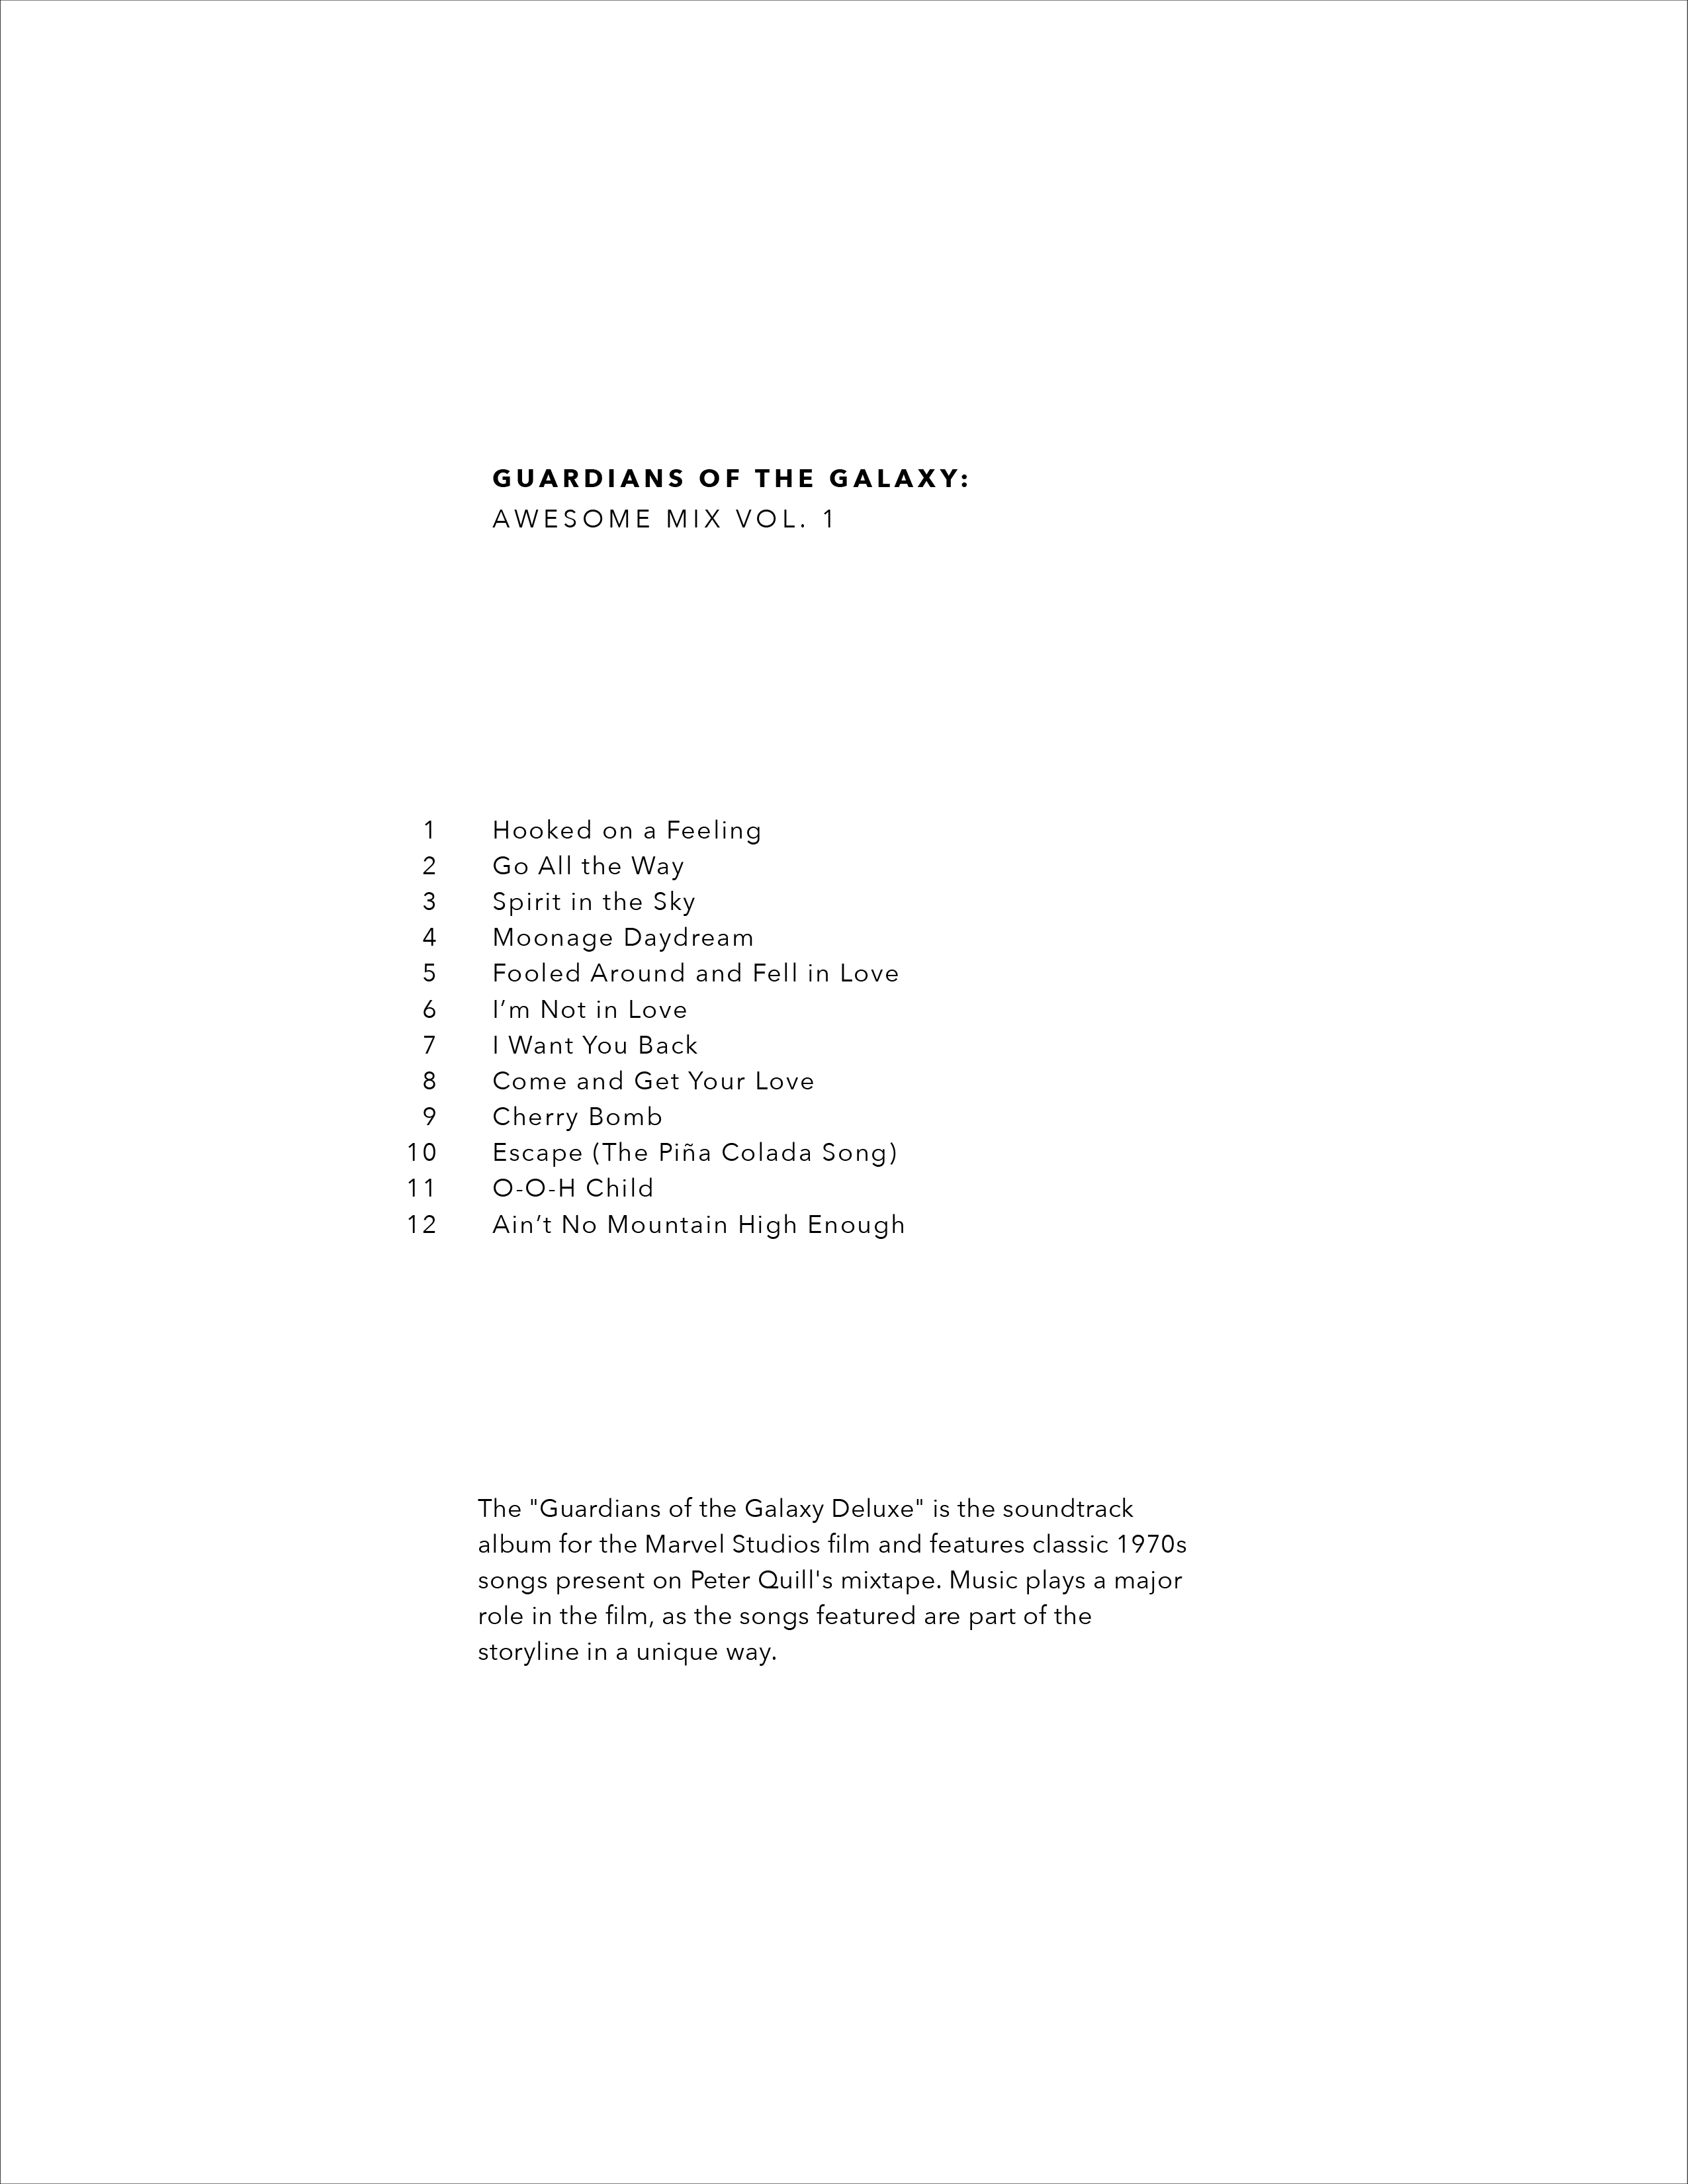 GUARDIANS OF THE GALAXY:
AWESOME MIX VOL. 1
1 Hooked on a Feeling
2 Go All the Way
3 Spirit in the Sky
4 Moonage Daydream
5 Fooled Around and Fell in Love
6 I’m Not in Love
7 I Want You Back
8 Come and Get Your Love
9 Cherry Bomb
10 Escape (The Piña Colada Song)
11 O-O-H Child
12 Ain’t No Mountain High Enough
The "Guardians of the Galaxy Deluxe" is the soundtrack
album for the Marvel Studios film and features classic 1970s
songs present on Peter Quill's mixtape. Music plays a major
role in the film, as the songs featured are part of the
storyline in a unique way.